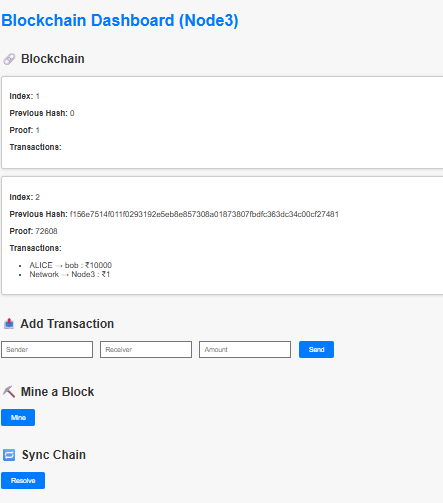 Blockchain Dashboard (Node3)
Blockchain
Index: 1
Previous Hash: 0
Proof: 1
Transactions:
Index: 2
Previous Hash: f156e7514f011f0293192e5eb8e857308a01873807fbdfc363dc34c00cf27481
Proof: 72608
Transactions:
ALICE → bob : ₹10000
Network → Node3 : ₹1
Add Transaction
Sender Receiver Amount Send
Mine a Block
Mine
Sync Chain
Resolve